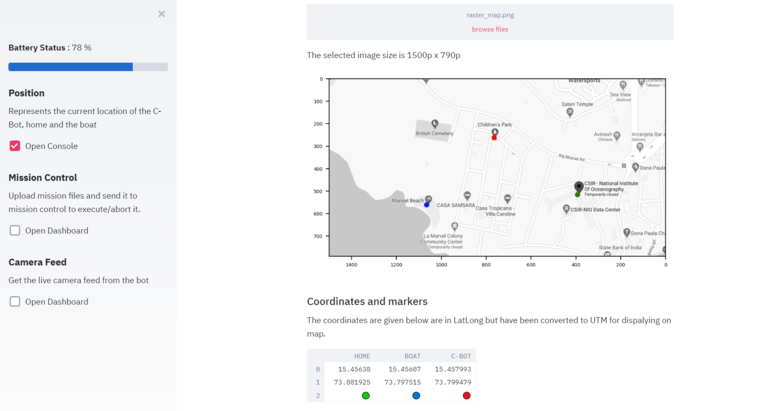 ×
Battery Status : 78 %
Position
Represents the current location of the C-
Bot, home and the boat
Open Console
Mission Control
Upload mission files and send it to
mission control to execute/abort it.
Open Dashboard
Camera Feed
Get the live camera feed from the bot
Open Dashboard
raster_map.png
browse files
The selected image size is 1500p x 790p
0
100
200
300
400
500
600
700
1400
1200
1000
800
600
400
200
0
Watersports
Sea View
Sateri Temple
Children's Park
British Cemetery
Avinash
Arcanjela Bar
Delivery
Raj Bhavan Rd
Dona Paula
CSIR - National Institute
Of Oceanography
Temporarily closed
Marivel Beach
CASA SAMSARA
Casa Tropicana -
Villa Caroline
CSIR-NIO Data Center
La Marvel Colony
Community Center
Temporarily closed
Dona Paula Ch
State Bank of India
Coordinates and markers
The coordinates are given below are in LatLong but have been converted to UTM for dispalying on
map.
HOME BOAT C-BOT
0 15.45638 15.45607 15.457993
1 73.801925 73.797515 73.799479
2